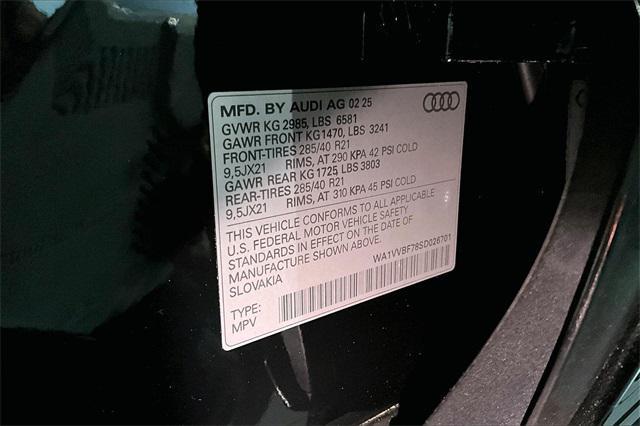 MFD. BY AUDI AG 02 25
GVWR KG 2985, LBS 6581
GAWR FRONT KG1470, LBS 3241
FRONT-TIRES 285/40 R21
9,5JX21 RIMS, AT 290 KPA 42 PSI COLD
GAWR REAR KG1725 LBS 3803
REAR-TIRES 285/40 R21
9,5JX21 RIMS, AT 310 KPA 45 PSI COLD
THIS VEHICLE CONFORMS TO ALL APPLICABLE
U.S. FEDERAL MOTOR VEHICLE SAFETY
STANDARDS IN EFFECT ON THE DATE OF
MANUFACTURE SHOWN ABOVE.
SLOVAKIA
WA1VVBF78SD026701
TYPE:
MPV